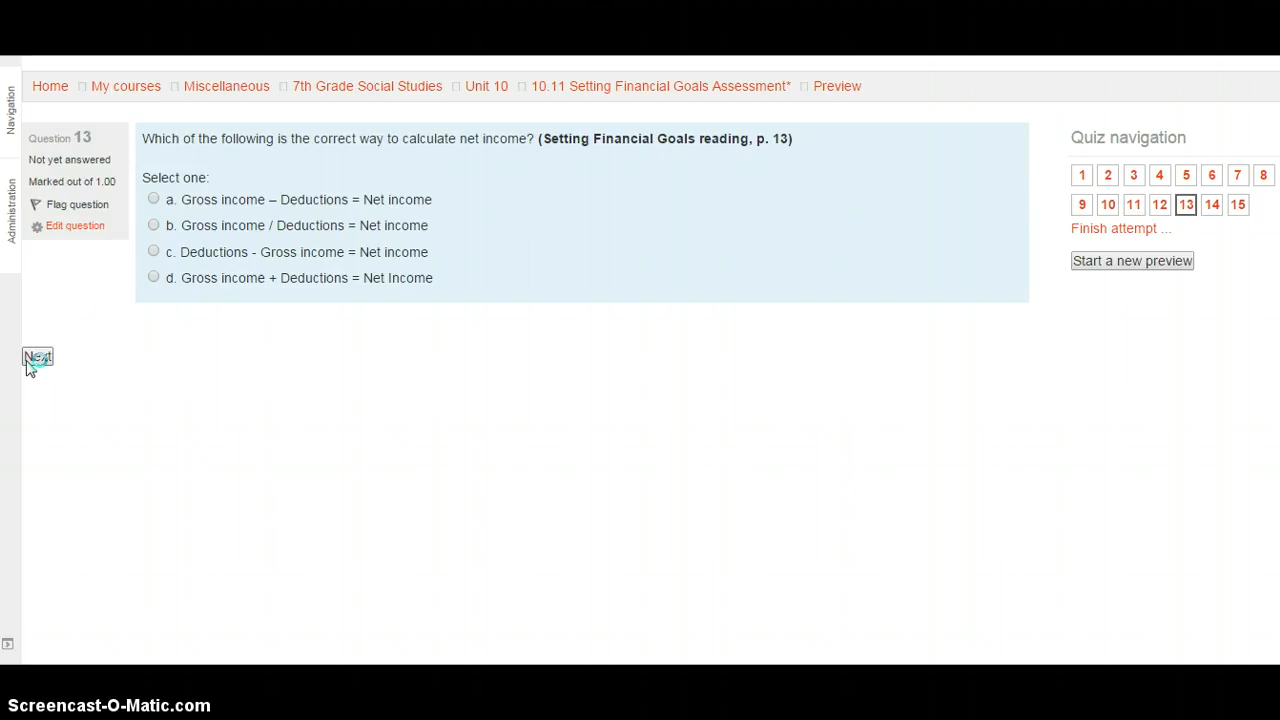 Home My courses Miscellaneous 7th Grade Social Studies Unit 10 10.11 Setting Financial Goals Assessment* Preview
Navigation
Administration
Question 13
Not yet answered
Marked out of 1.00
Flag question
Edit question
Which of the following is the correct way to calculate net income? (Setting Financial Goals reading, p. 13)
Select one:
a. Gross income – Deductions = Net income
b. Gross income / Deductions = Net income
c. Deductions - Gross income = Net income
d. Gross income + Deductions = Net Income
Quiz navigation
1 2 3 4 5 6 7 8
9 10 11 12 13 14 15
Finish attempt ...
Start a new preview
Next
Screencast-O-Matic.com